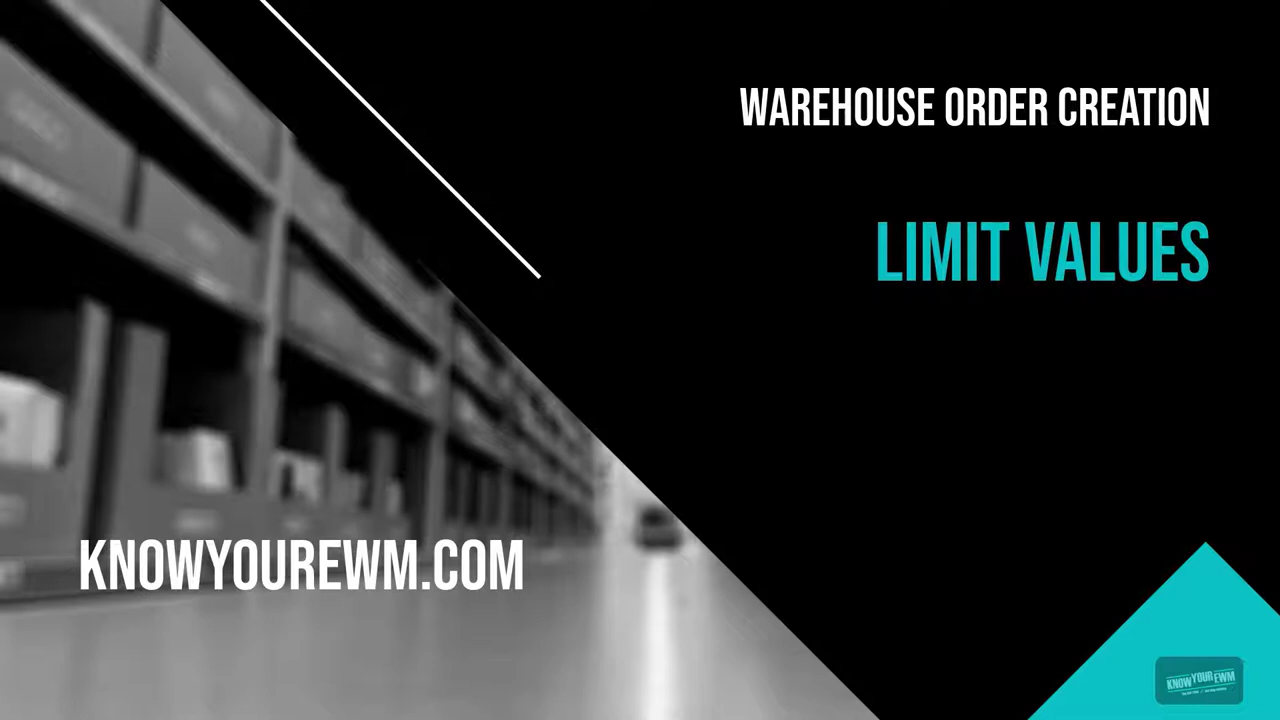 WAREHOUSE ORDER CREATION
LIMIT VALUES
KNOWYOUREWM.COM
KNOW YOUR EWM